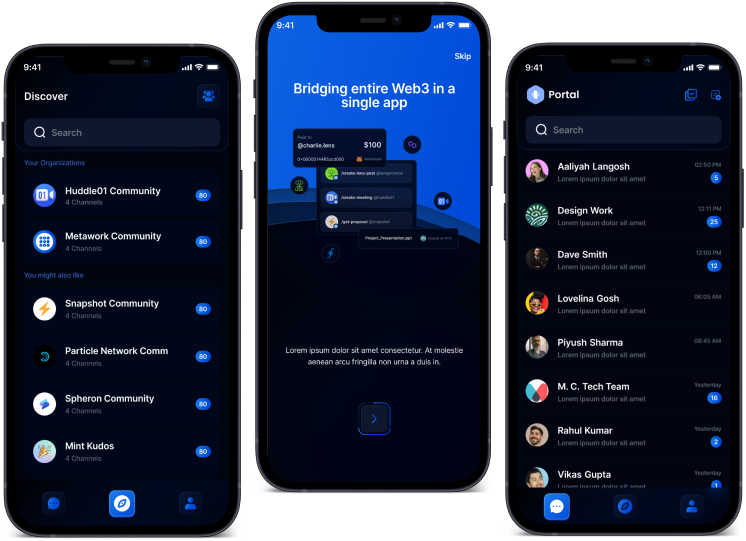 9:41
Discover
Search
Your Organizations
Huddle01 Community
4 Channels
80
Metawork Community
4 Channels
80
You might also like
Snapshot Community
4 Channels
80
Particle Network Comm
4 Channels
80
Spheron Community
4 Channels
80
Mint Kudos
4 Channels
80
9:41
Skip
Bridging entire Web3 in a
single app
Paid to
@charlie.lens
$100
/create-lens-post @lensprotocol
/create-meeting @huddle01
/get-proposal @snapshot
Project_Presentation.ppt
Lorem ipsum dolor sit amet consectetur. At molestie
aenean arcu fringilla non urna a duis in.
9:41
Portal
Search
Aaliyah Langosh
02:50 PM
Lorem ipsum dolor sit amet
5
Design Work
12:11 PM
Lorem ipsum dolor sit amet
25
Dave Smith
12:00 PM
Lorem ipsum dolor sit amet
12
Lovelina Gosh
06:05 AM
Lorem ipsum dolor sit amet
Piyush Sharma
08:45 AM
Lorem ipsum dolor sit amet
M. C. Tech Team
Yesterday
Lorem ipsum dolor sit amet
16
Rahul Kumar
Yesterday
Lorem ipsum dolor sit amet
2
Vikas Gupta
Yesterday
Lorem ipsum dolor sit amet
1